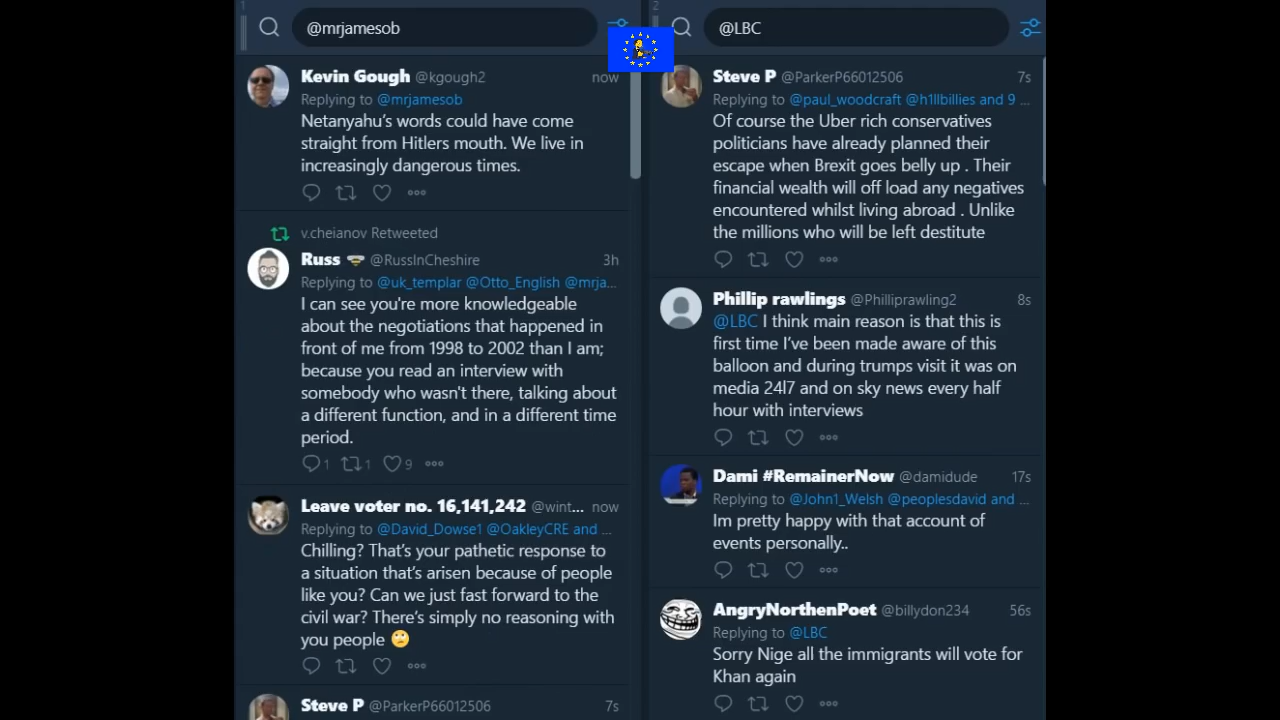 1
@mrjamesob
Kevin Gough @kgough2 now
Replying to @mrjamesob
Netanyahu's words could have come
straight from Hitlers mouth. We live in
increasingly dangerous times.
v.cheianov Retweeted
Russ @RussInCheshire 3h
Replying to @uk_templar @Otto_English @mrja...
I can see you're more knowledgeable
about the negotiations that happened in
front of me from 1998 to 2002 than I am;
because you read an interview with
somebody who wasn't there, talking about
a different function, and in a different time
period.
1 1 9
Leave voter no. 16,141,242 @wint... now
Replying to @David_Dowse1 @OakleyCRE and ...
Chilling? That's your pathetic response to
a situation that's arisen because of people
like you? Can we just fast forward to the
civil war? There's simply no reasoning with
you people
Steve P @ParkerP66012506 7s
2
@LBC
Steve P @ParkerP66012506 7s
Replying to @paul_woodcraft @h1llbillies and 9 ...
Of course the Uber rich conservatives
politicians have already planned their
escape when Brexit goes belly up . Their
financial wealth will off load any negatives
encountered whilst living abroad . Unlike
the millions who will be left destitute
Phillip rawlings @Philliprawling2 8s
@LBC I think main reason is that this is
first time I've been made aware of this
balloon and during trumps visit it was on
media 24l7 and on sky news every half
hour with interviews
Dami #RemainerNow @damidude 17s
Replying to @John1_Welsh @peoplesdavid and ...
Im pretty happy with that account of
events personally..
AngryNorthenPoet @billydon234 56s
Replying to @LBC
Sorry Nige all the immigrants will vote for
Khan again